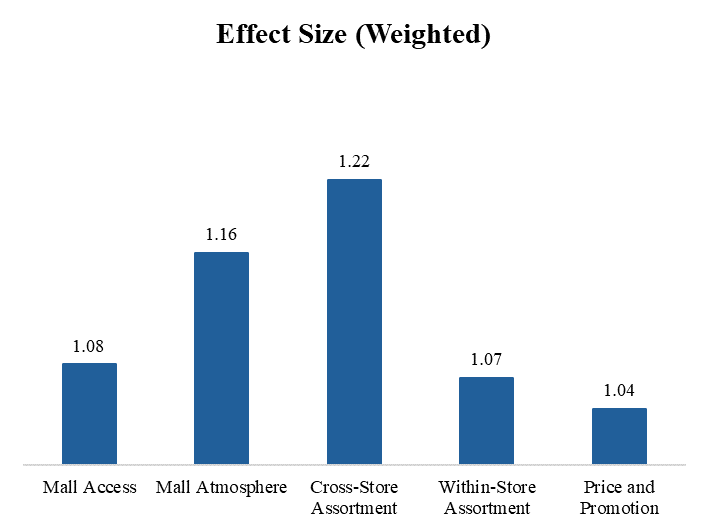 Effect Size (Weighted)
1.22
1.16
1.08
1.07
1.04
Mall Access
Mall Atmosphere
Cross-Store
Assortment
Within-Store
Assortment
Price and
Promotion